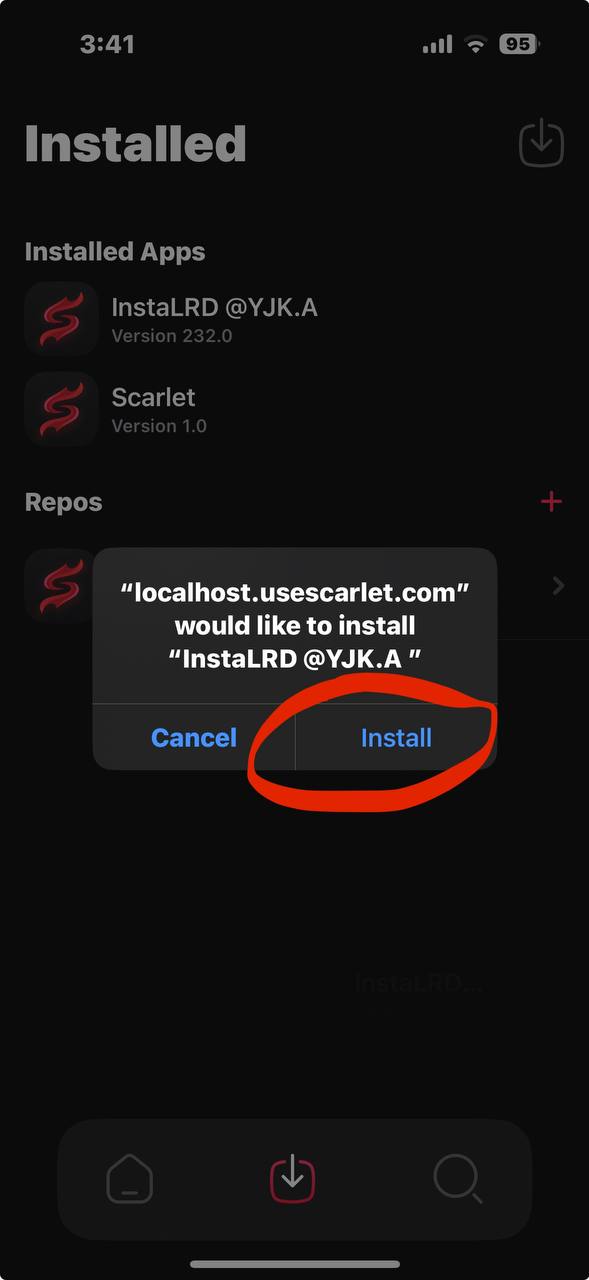 3:41
95
Installed
Installed Apps
InstaLRD @YJK.A
Version 232.0
Scarlet
Version 1.0
Repos
“localhost.usescarlet.com”
would like to install
“InstaLRD @YJK.A ”
Cancel
Install
InstaLRD...